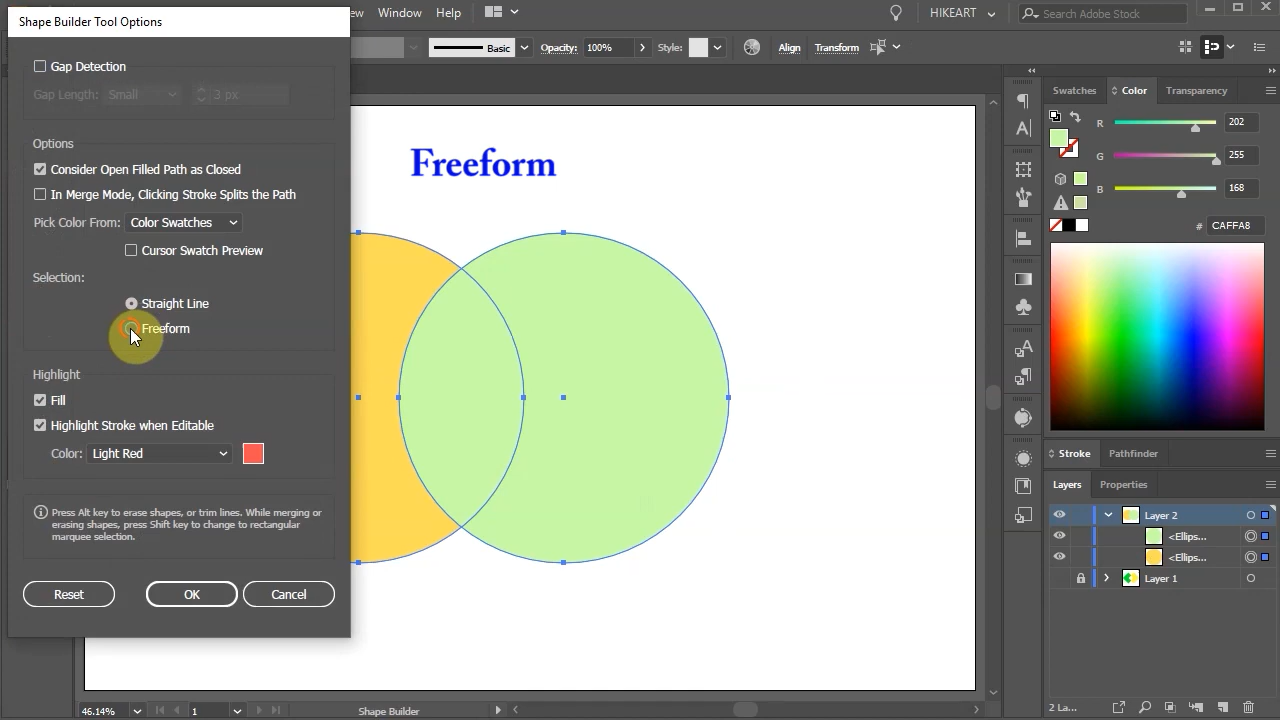 Shape Builder Tool Options
Window Help
HIKEART
Search Adobe Stock
Gap Detection
Gap Length: Small 3 px
Options
Consider Open Filled Path as Closed
In Merge Mode, Clicking Stroke Splits the Path
Pick Color From: Color Swatches
Cursor Swatch Preview
Selection:
Straight Line
Freeform
Highlight
Fill
Highlight Stroke when Editable
Color: Light Red
Press Alt key to erase shapes, or trim lines. While merging or
erasing shapes, press Shift key to change to rectangular
marquee selection.
Reset OK Cancel
Basic Opacity: 100% Style: Align Transform
Freeform
Swatches Color Transparency
R 202
G 255
B 168
# CAFFA8
Stroke Pathfinder
Layers Properties
Layer 2
<Ellips...
<Ellips...
Layer 1
2 La...
46.14% 1 Shape Builder